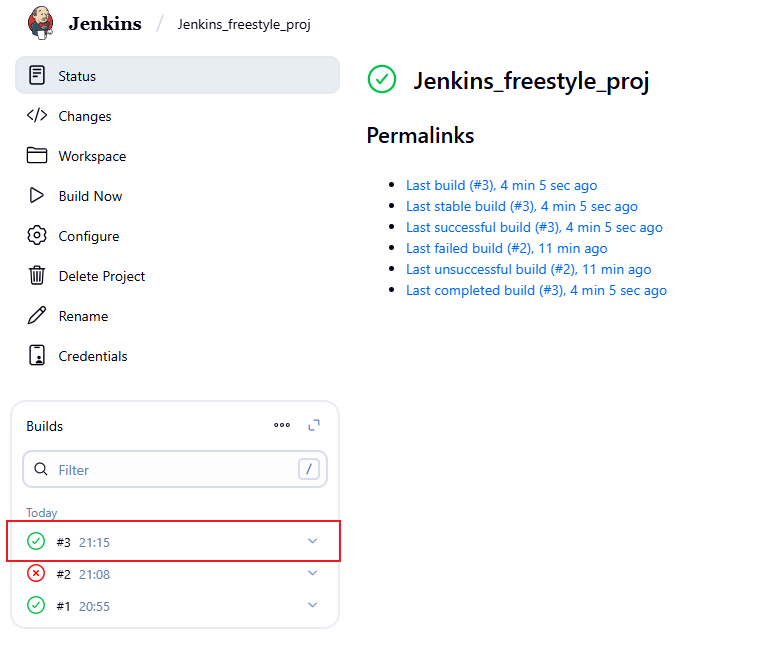 Jenkins / Jenkins_freestyle_proj
Status
Changes
Workspace
Build Now
Configure
Delete Project
Rename
Credentials
Jenkins_freestyle_proj
Permalinks
Last build (#3), 4 min 5 sec ago
Last stable build (#3), 4 min 5 sec ago
Last successful build (#3), 4 min 5 sec ago
Last failed build (#2), 11 min ago
Last unsuccessful build (#2), 11 min ago
Last completed build (#3), 4 min 5 sec ago
Builds
Filter /
Today
#3 21:15
#2 21:08
#1 20:55